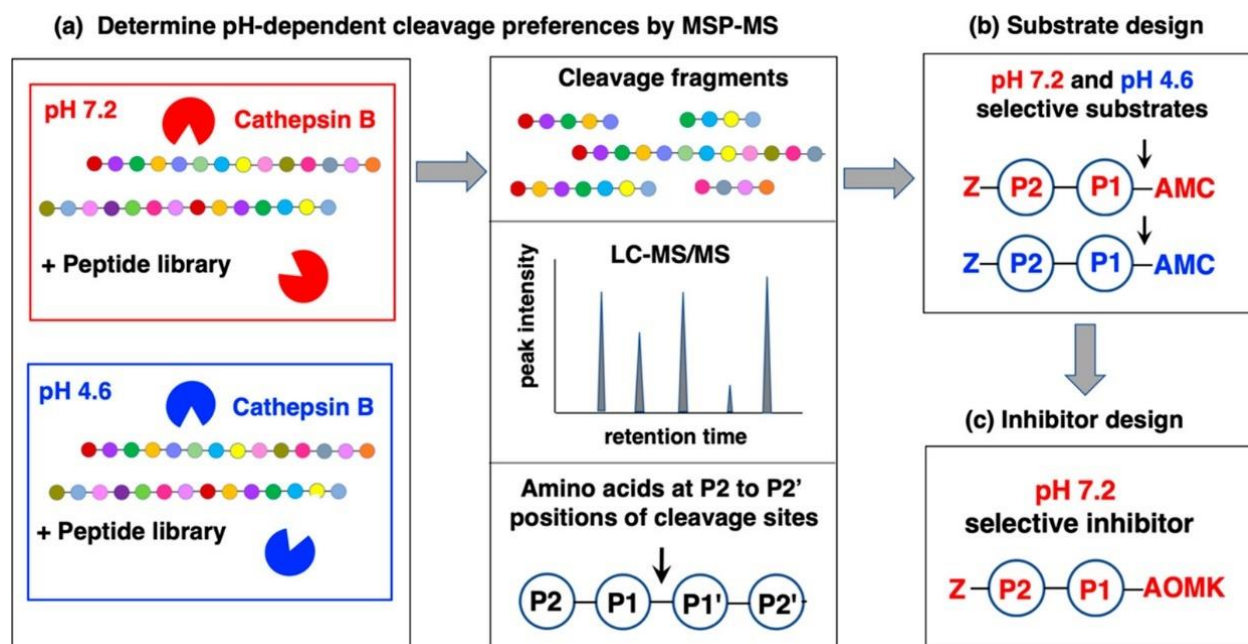 (a) Determine pH-dependent cleavage preferences by MSP-MS
pH 7.2
Cathepsin B
+ Peptide library
pH 4.6
Cathepsin B
+ Peptide library
Cleavage fragments
LC-MS/MS
peak intensity
retention time
Amino acids at P2 to P2'
positions of cleavage sites
P2 P1 P1' P2'
(b) Substrate design
pH 7.2 and pH 4.6
selective substrates
Z P2 P1 AMC
Z P2 P1 AMC
(c) Inhibitor design
pH 7.2
selective inhibitor
Z P2 P1 AOMK